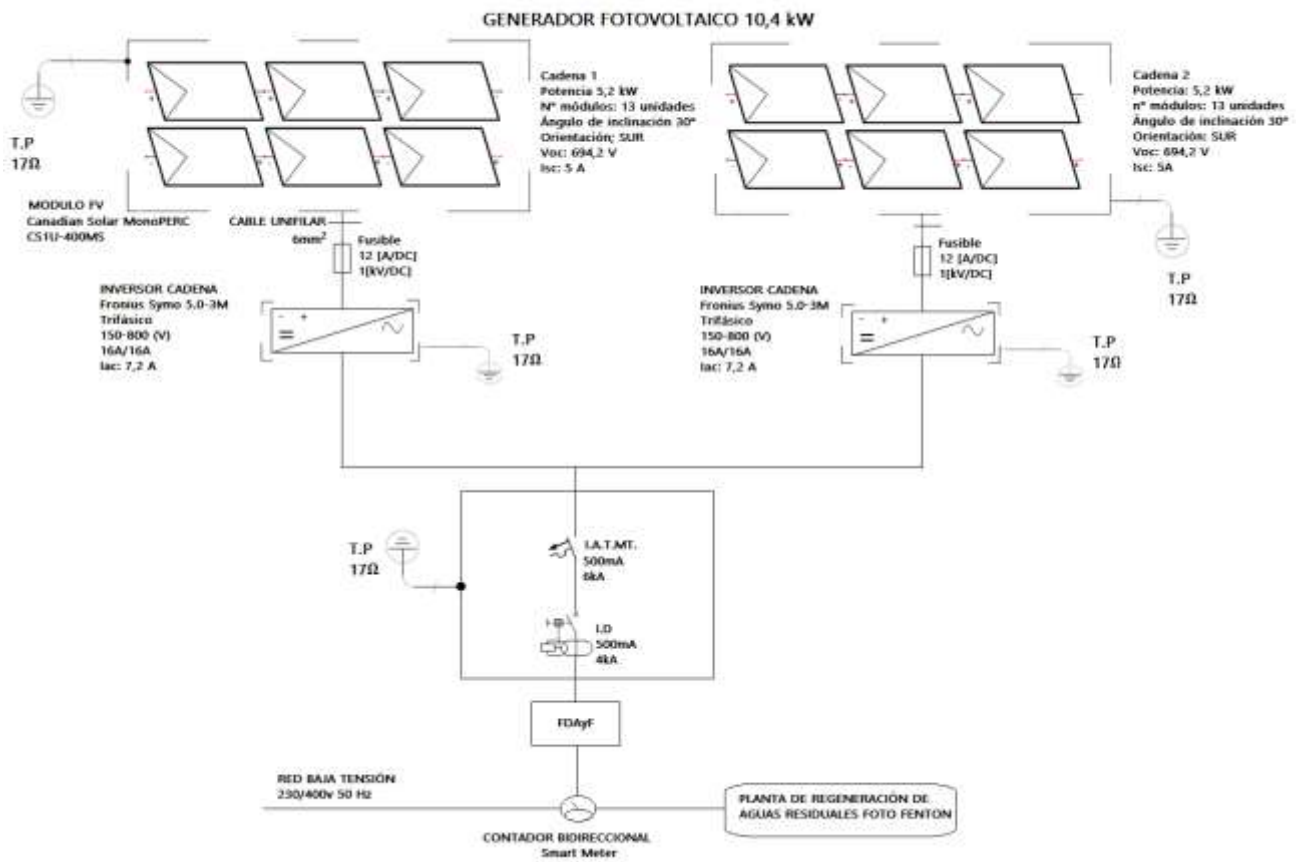 GENERADOR FOTOVOLTAICO 10,4 kW
Cadena 1
Potencia 5,2 kW
Nº módulos: 13 unidades
Ángulo de inclinación 30º
Orientación; SUR
Voc: 694,2 V
Isc: 5 A
Cadena 2
Potencia: 5,2 kW
nº módulos: 13 unidades
Ángulo de inclinación 30º
Orientación: SUR
Voc: 694,2 V
Isc: 5A
T.P
17Ω
MODULO FV
Canadian Solar MonoPERC
CS1U-400MS
CABLE UNIFILAR
6mm²
Fusible
12 [A/DC]
1[kV/DC]
Fusible
12 [A/DC]
1[kV/DC]
T.P
17Ω
INVERSOR CADENA
Fronius Symo 5.0-3M
Trifásico
150-800 (V)
16A/16A
Iac: 7,2 A
T.P
17Ω
INVERSOR CADENA
Fronius Symo 5.0-3M
Trifásico
150-800 (V)
16A/16A
Iac: 7,2 A
T.P
17Ω
T.P
17Ω
I.A.T.MT.
500mA
6kA
I.D
500mA
4kA
FDAyF
RED BAJA TENSIÓN
230/400v 50 Hz
PLANTA DE REGENERACIÓN DE
AGUAS RESIDUALES FOTO FENTON
CONTADOR BIDIRECCIONAL
Smart Meter